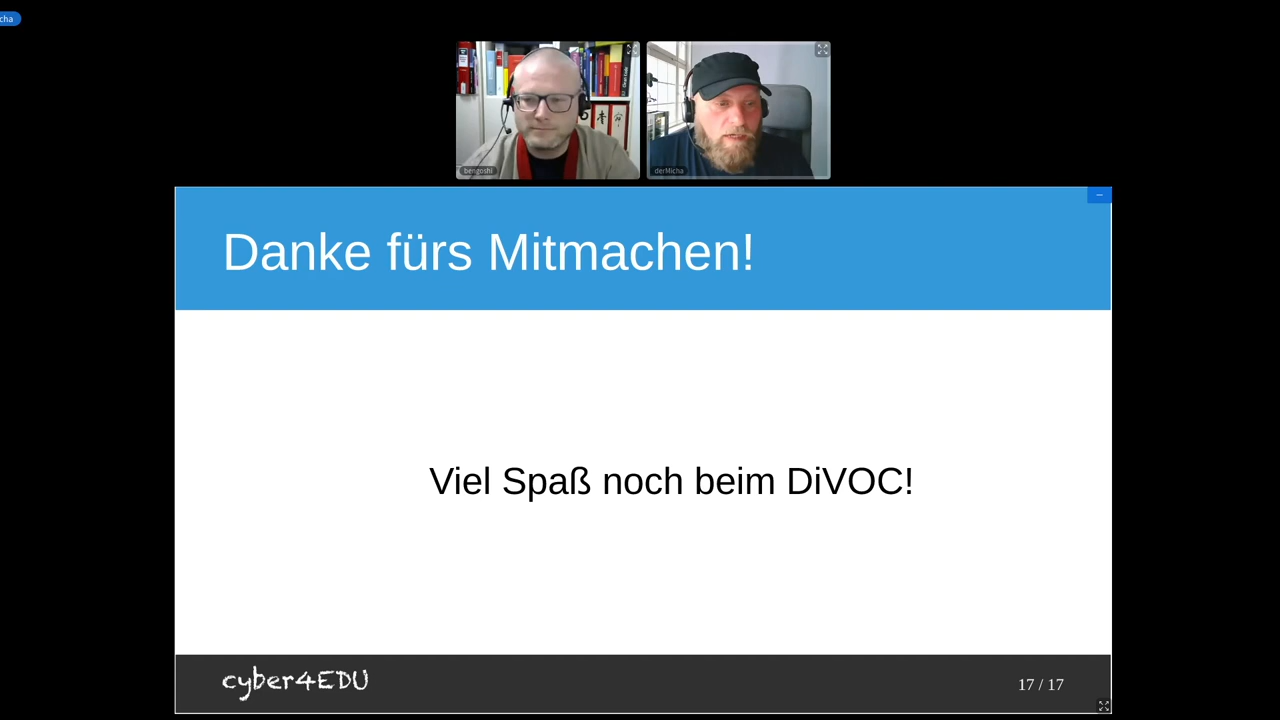 cha
bengoshi
derMicha
Danke fürs Mitmachen!
Viel Spaß noch beim DiVOC!
cyber4EDU
17 / 17